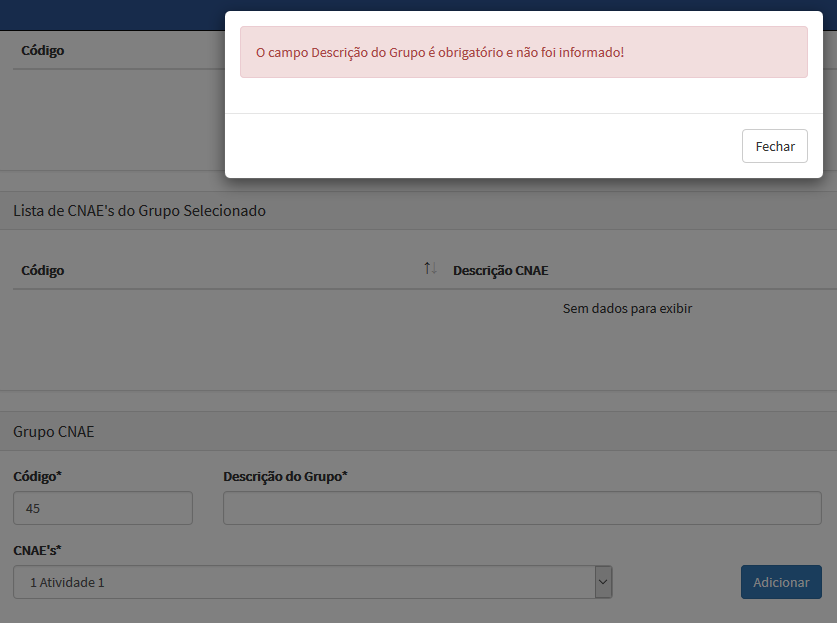 O campo Descrição do Grupo é obrigatório e não foi informado!
Fechar
Código
Lista de CNAE's do Grupo Selecionado
Código Descrição CNAE
Sem dados para exibir
Grupo CNAE
Código* Descrição do Grupo*
45
CNAE's*
1 Atividade 1 Adicionar